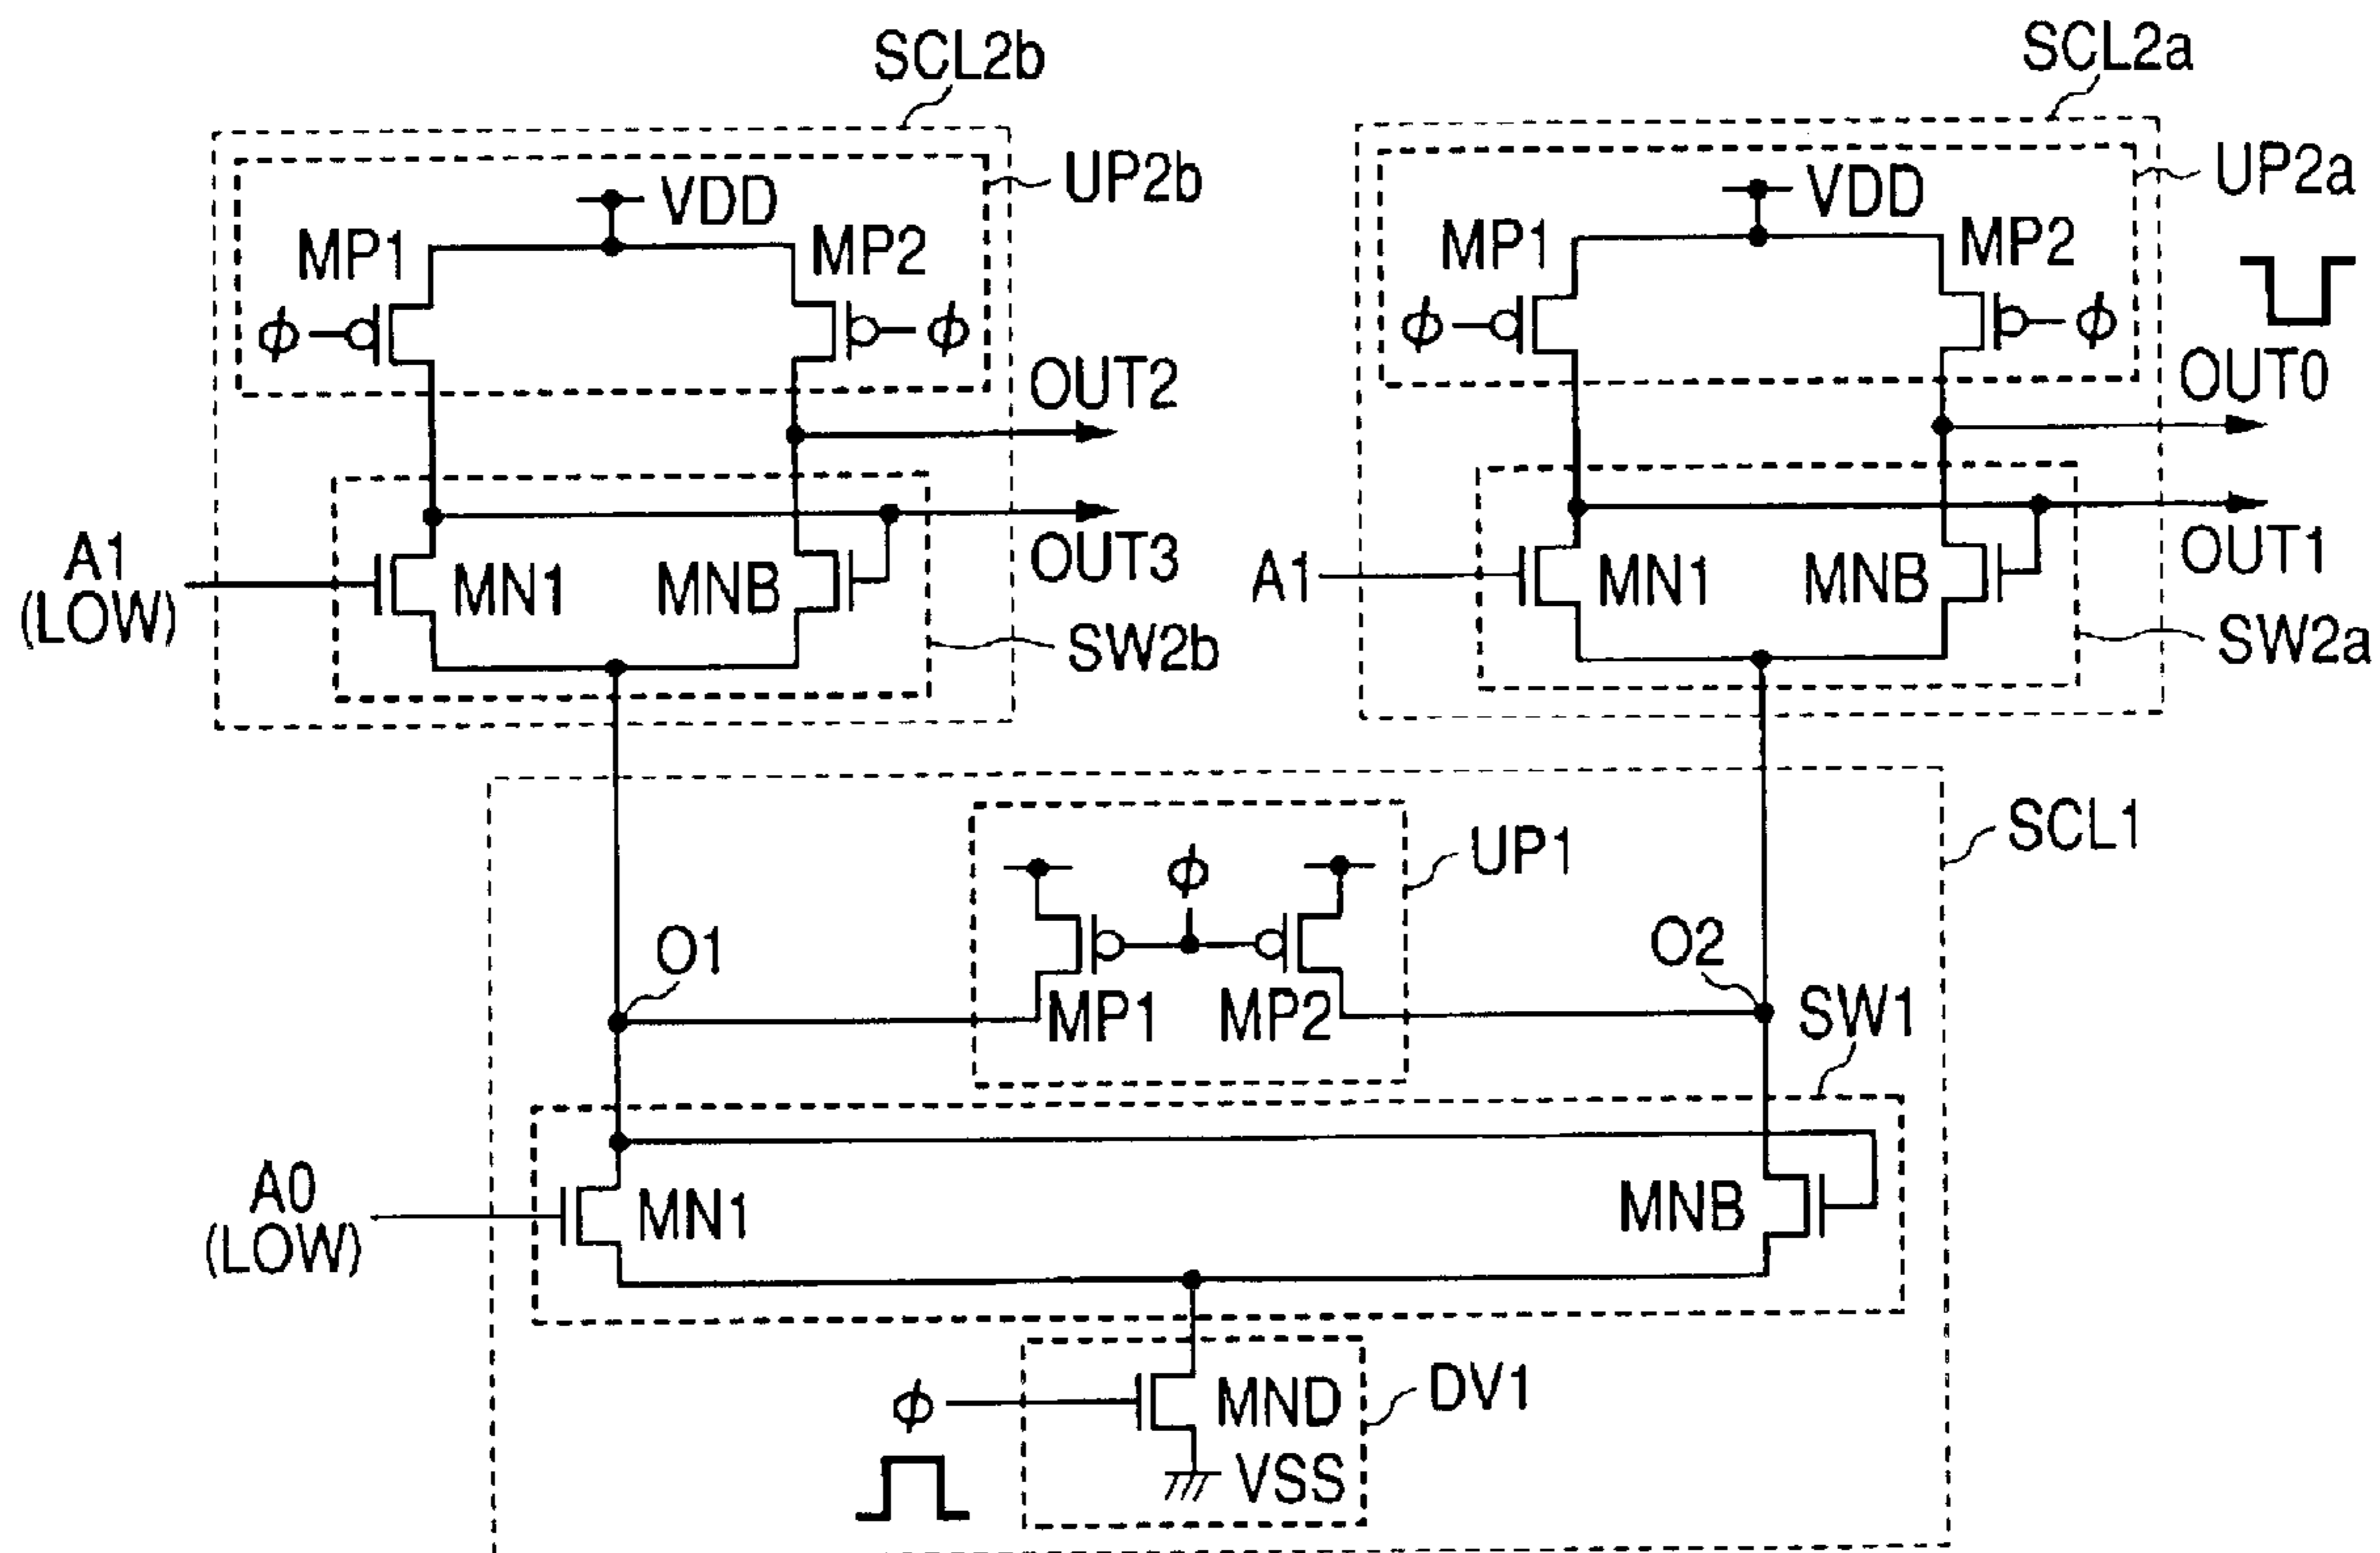 SCL2b
SCL2a
UP2b
UP2a
VDD
VDD
MP1
MP2
MP1
MP2
ϕ
ϕ
ϕ
ϕ
OUT2
OUT0
OUT3
OUT1
A1
(LOW)
MN1
MNB
A1
MN1
MNB
SW2b
SW2a
SCL1
UP1
ϕ
O1
O2
MP1
MP2
SW1
A0
(LOW)
MN1
MNB
ϕ
MND
DV1
VSS